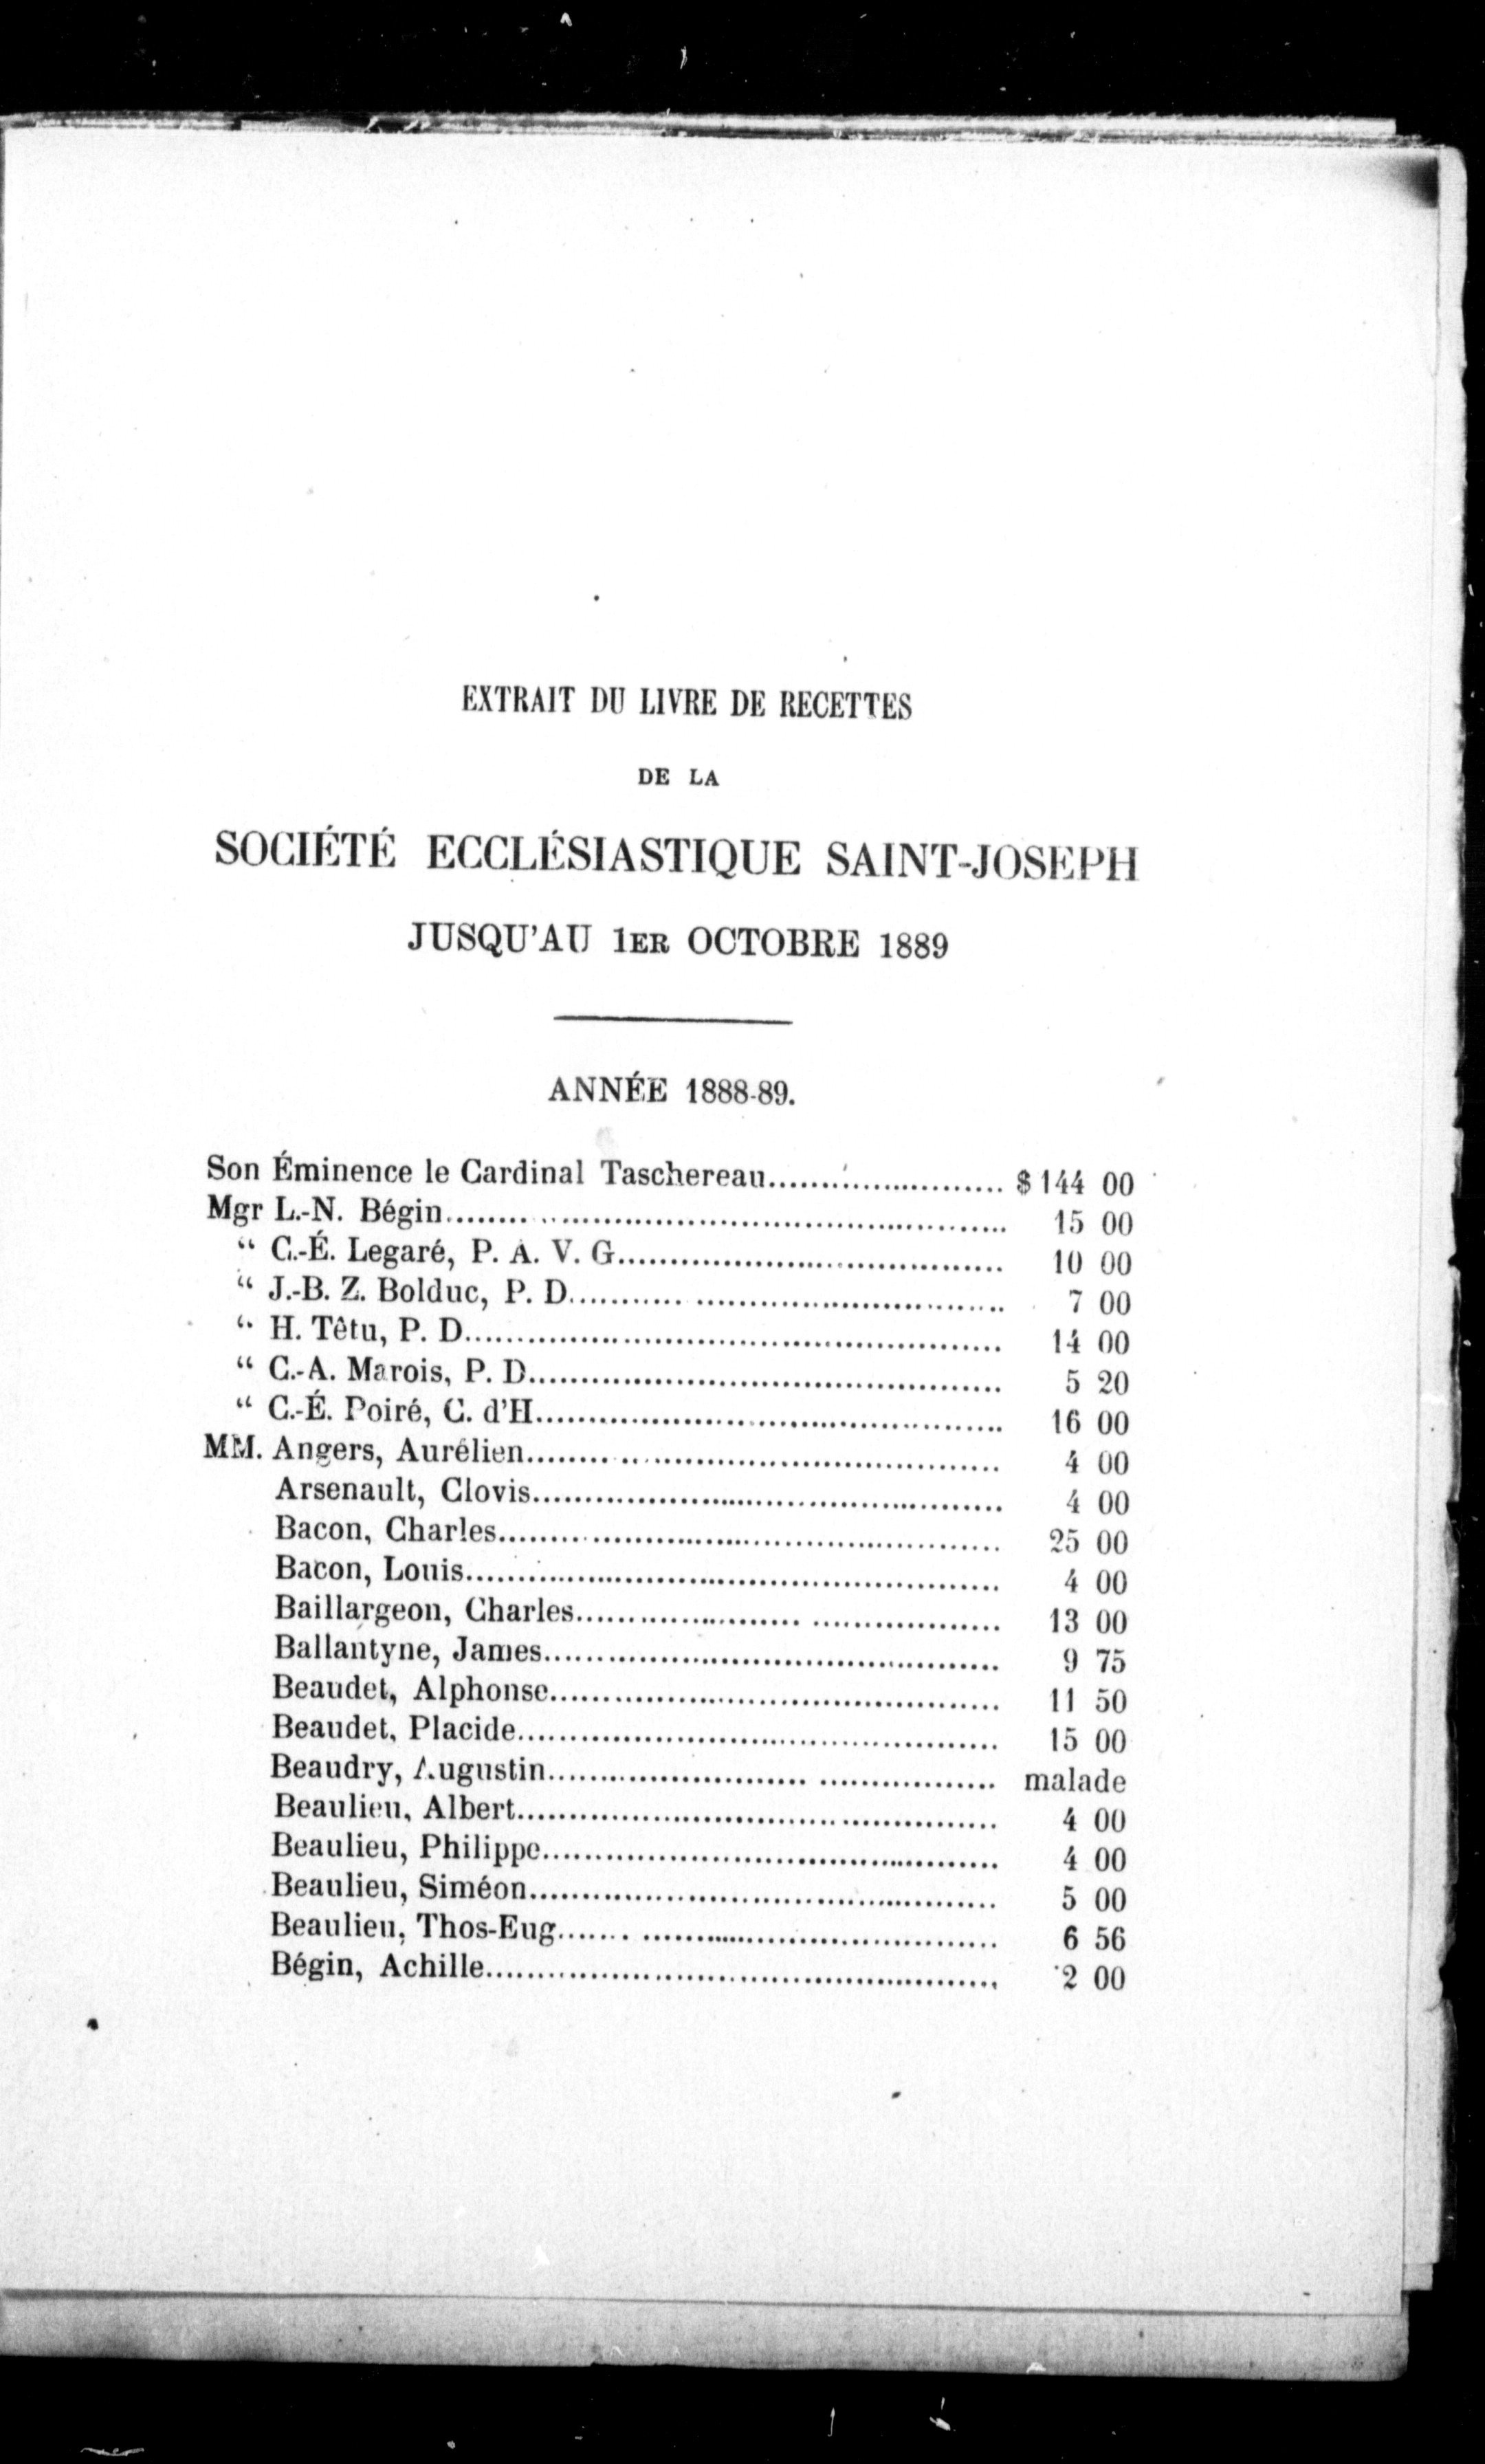 EXTRAIT DU LIVRE DE RECETTES
DE LA
SOCIÉTÉ ECCLÉSIASTIQUE SAINT-JOSEPH
JUSQU'AU 1ER OCTOBRE 1889
ANNÉE 1888-89.
Son Éminence le Cardinal Taschereau........................ $ 144 00
Mgr L.-N. Bégin........................ 15 00
“ C.-É. Legaré, P. A. V. G........................ 10 00
“ J.-B. Z. Bolduc, P. D........................ 7 00
“ H. Têtu, P. D........................ 14 00
“ C.-A. Marois, P. D........................ 5 20
“ C.-É. Poiré, C. d'H........................ 16 00
MM. Angers, Aurélien........................ 4 00
Arsenault, Clovis........................ 4 00
Bacon, Charles........................ 25 00
Bacon, Louis........................ 4 00
Baillargeon, Charles........................ 13 00
Ballantyne, James........................ 9 75
Beaudet, Alphonse........................ 11 50
Beaudet, Placide........................ 15 00
Beaudry, Augustin........................ malade
Beaulieu, Albert........................ 4 00
Beaulieu, Philippe........................ 4 00
Beaulieu, Siméon........................ 5 00
Beaulieu, Thos-Eug........................ 6 56
Bégin, Achille........................ 2 00